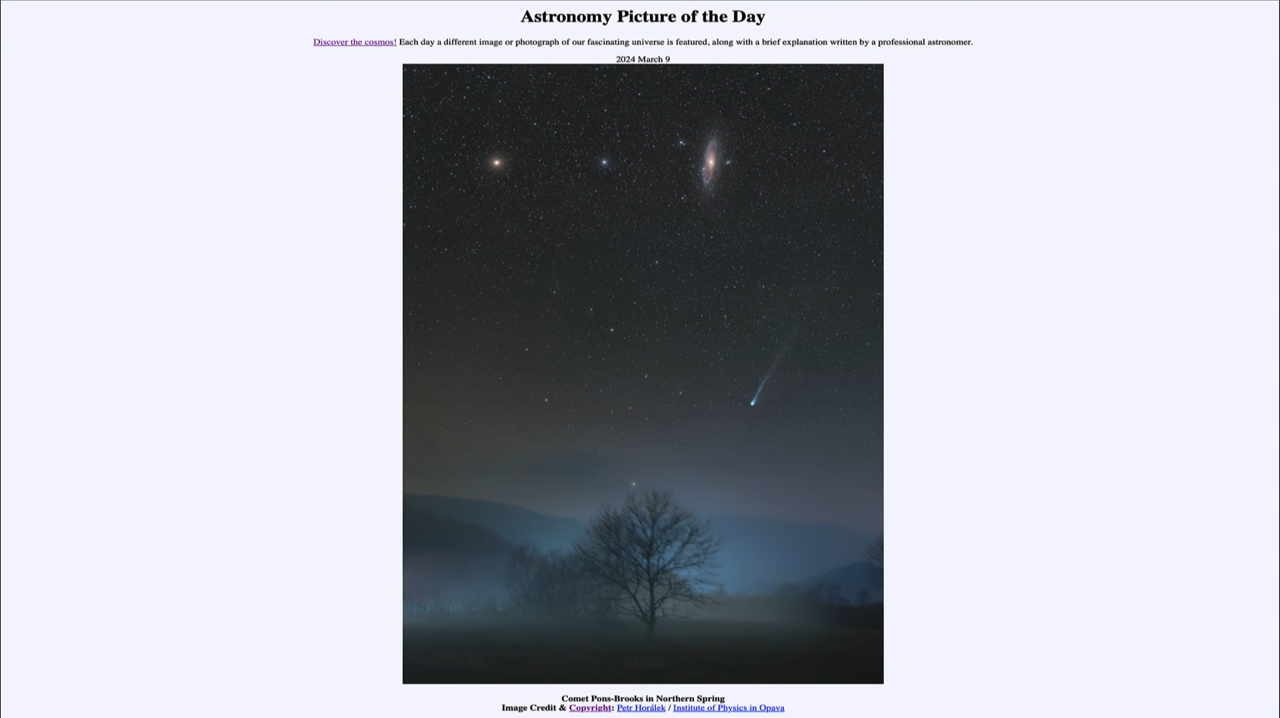 Astronomy Picture of the Day
Discover the cosmos! Each day a different image or photograph of our fascinating universe is featured, along with a brief explanation written by a professional astronomer.
2024 March 9
Comet Pons-Brooks in Northern Spring
Image Credit & Copyright: Petr Horálek / Institute of Physics in Opava